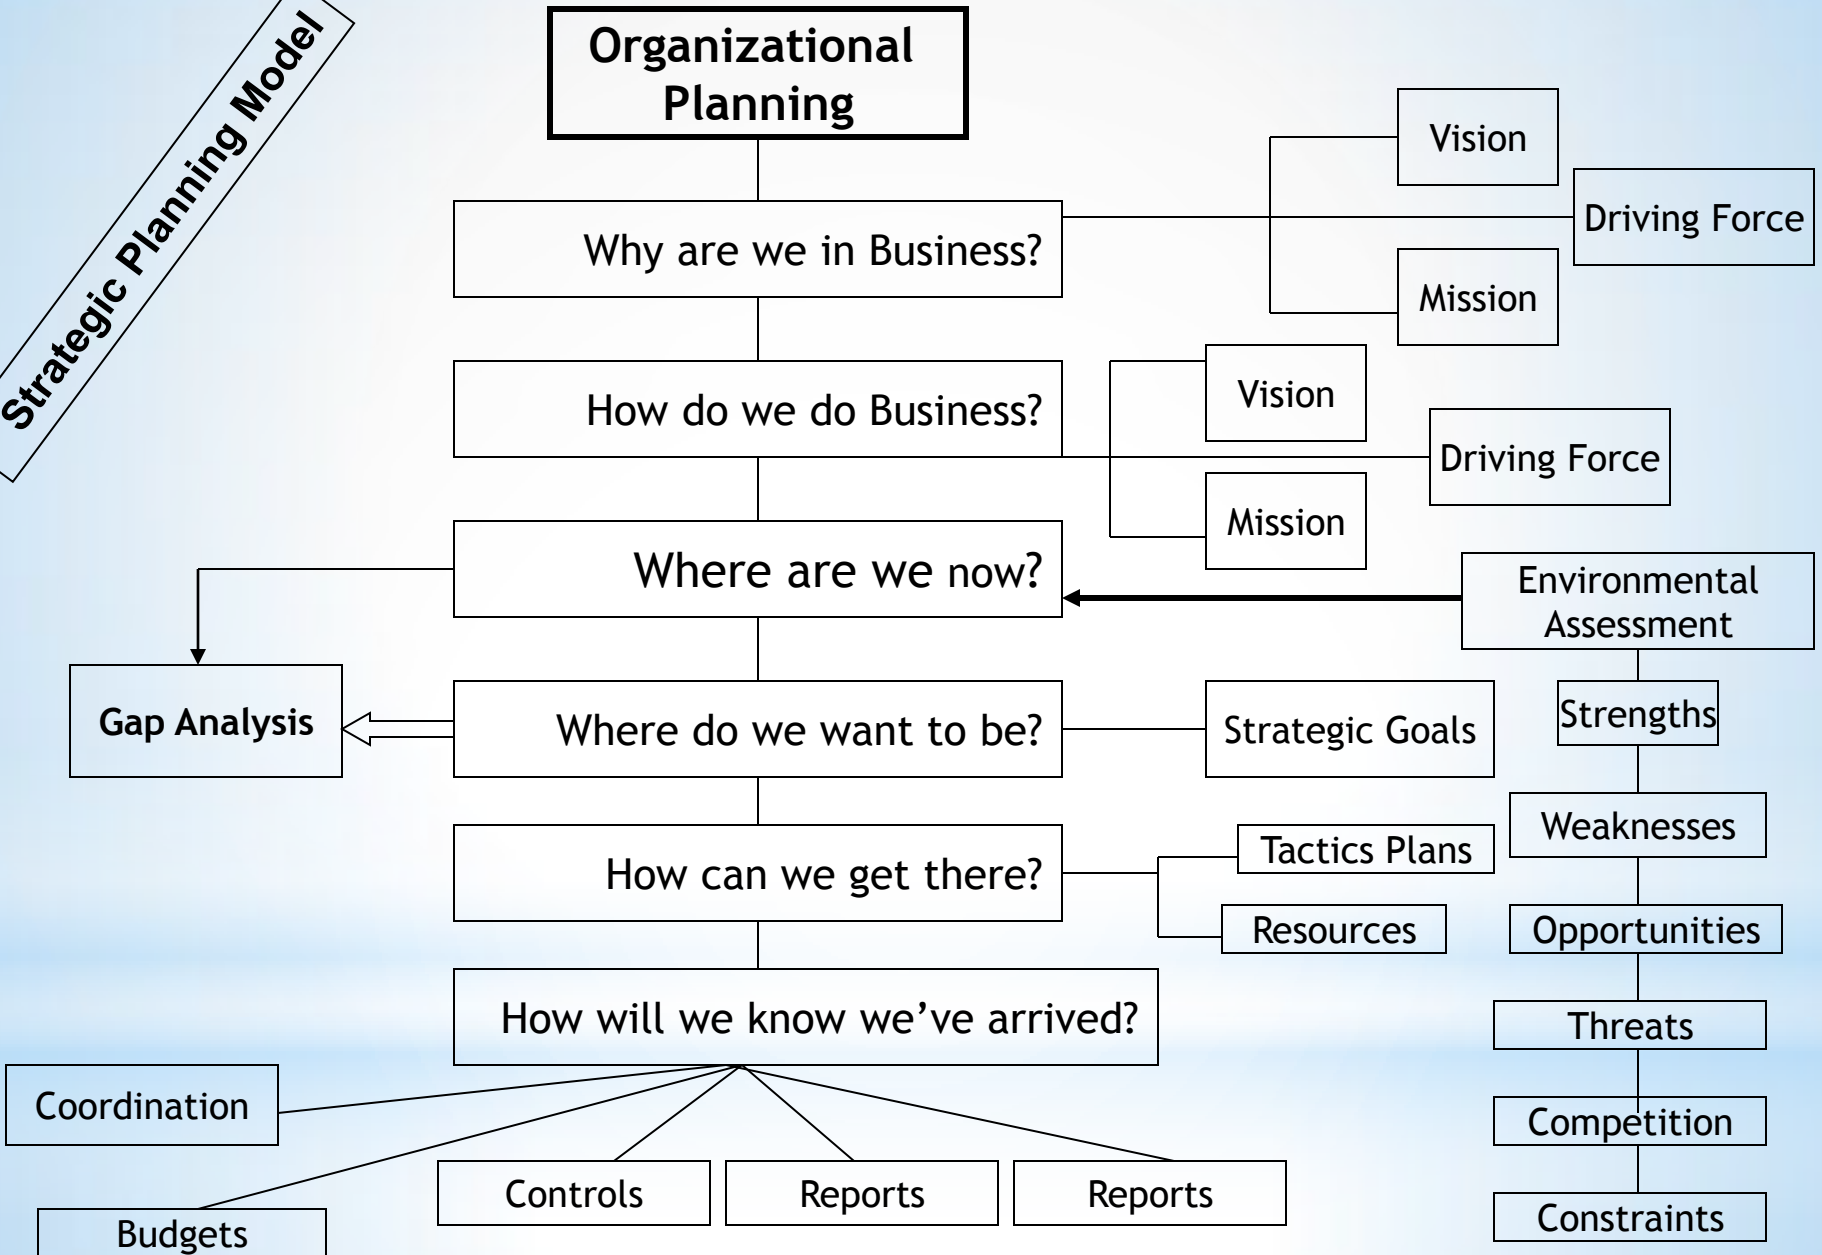 Strategic Planning Model
Organizational
Planning
Vision
Driving Force
Why are we in Business?
Mission
Vision
How do we do Business?
Driving Force
Mission
Where are we now?
Environmental
Assessment
Gap Analysis
Where do we want to be?
Strategic Goals
Strengths
Weaknesses
Tactics Plans
How can we get there?
Resources
Opportunities
How will we know we’ve arrived?
Threats
Coordination
Competition
Controls
Reports
Reports
Constraints
Budgets